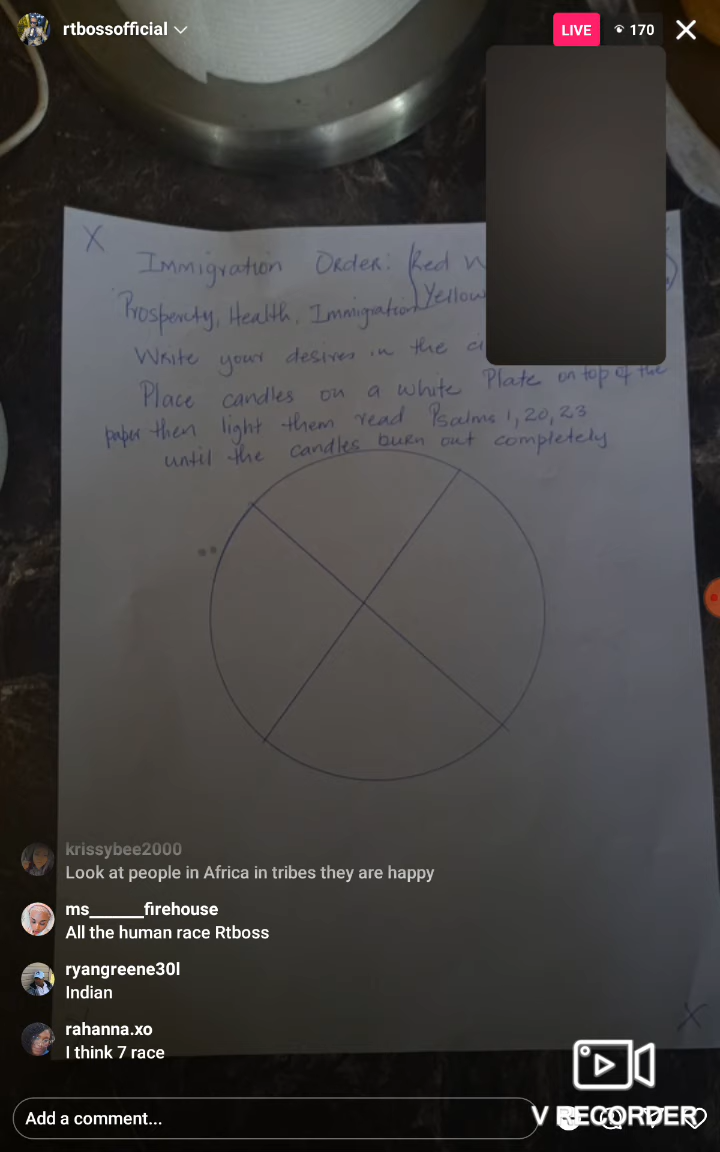 rtbossofficial
LIVE
170
X
Immigration Order: (Red
Prosperity, Health, Immigration Yellow
Write your desires in the
Place candles on a white Plate on top of the
paper then light them read Psalms 1, 20, 23
until the candles burn out completely
krissybee2000
Look at people in Africa in tribes they are happy
ms______firehouse
All the human race Rtboss
ryangreene30l
Indian
rahanna.xo
I think 7 race
X
Add a comment...
V RECORDER